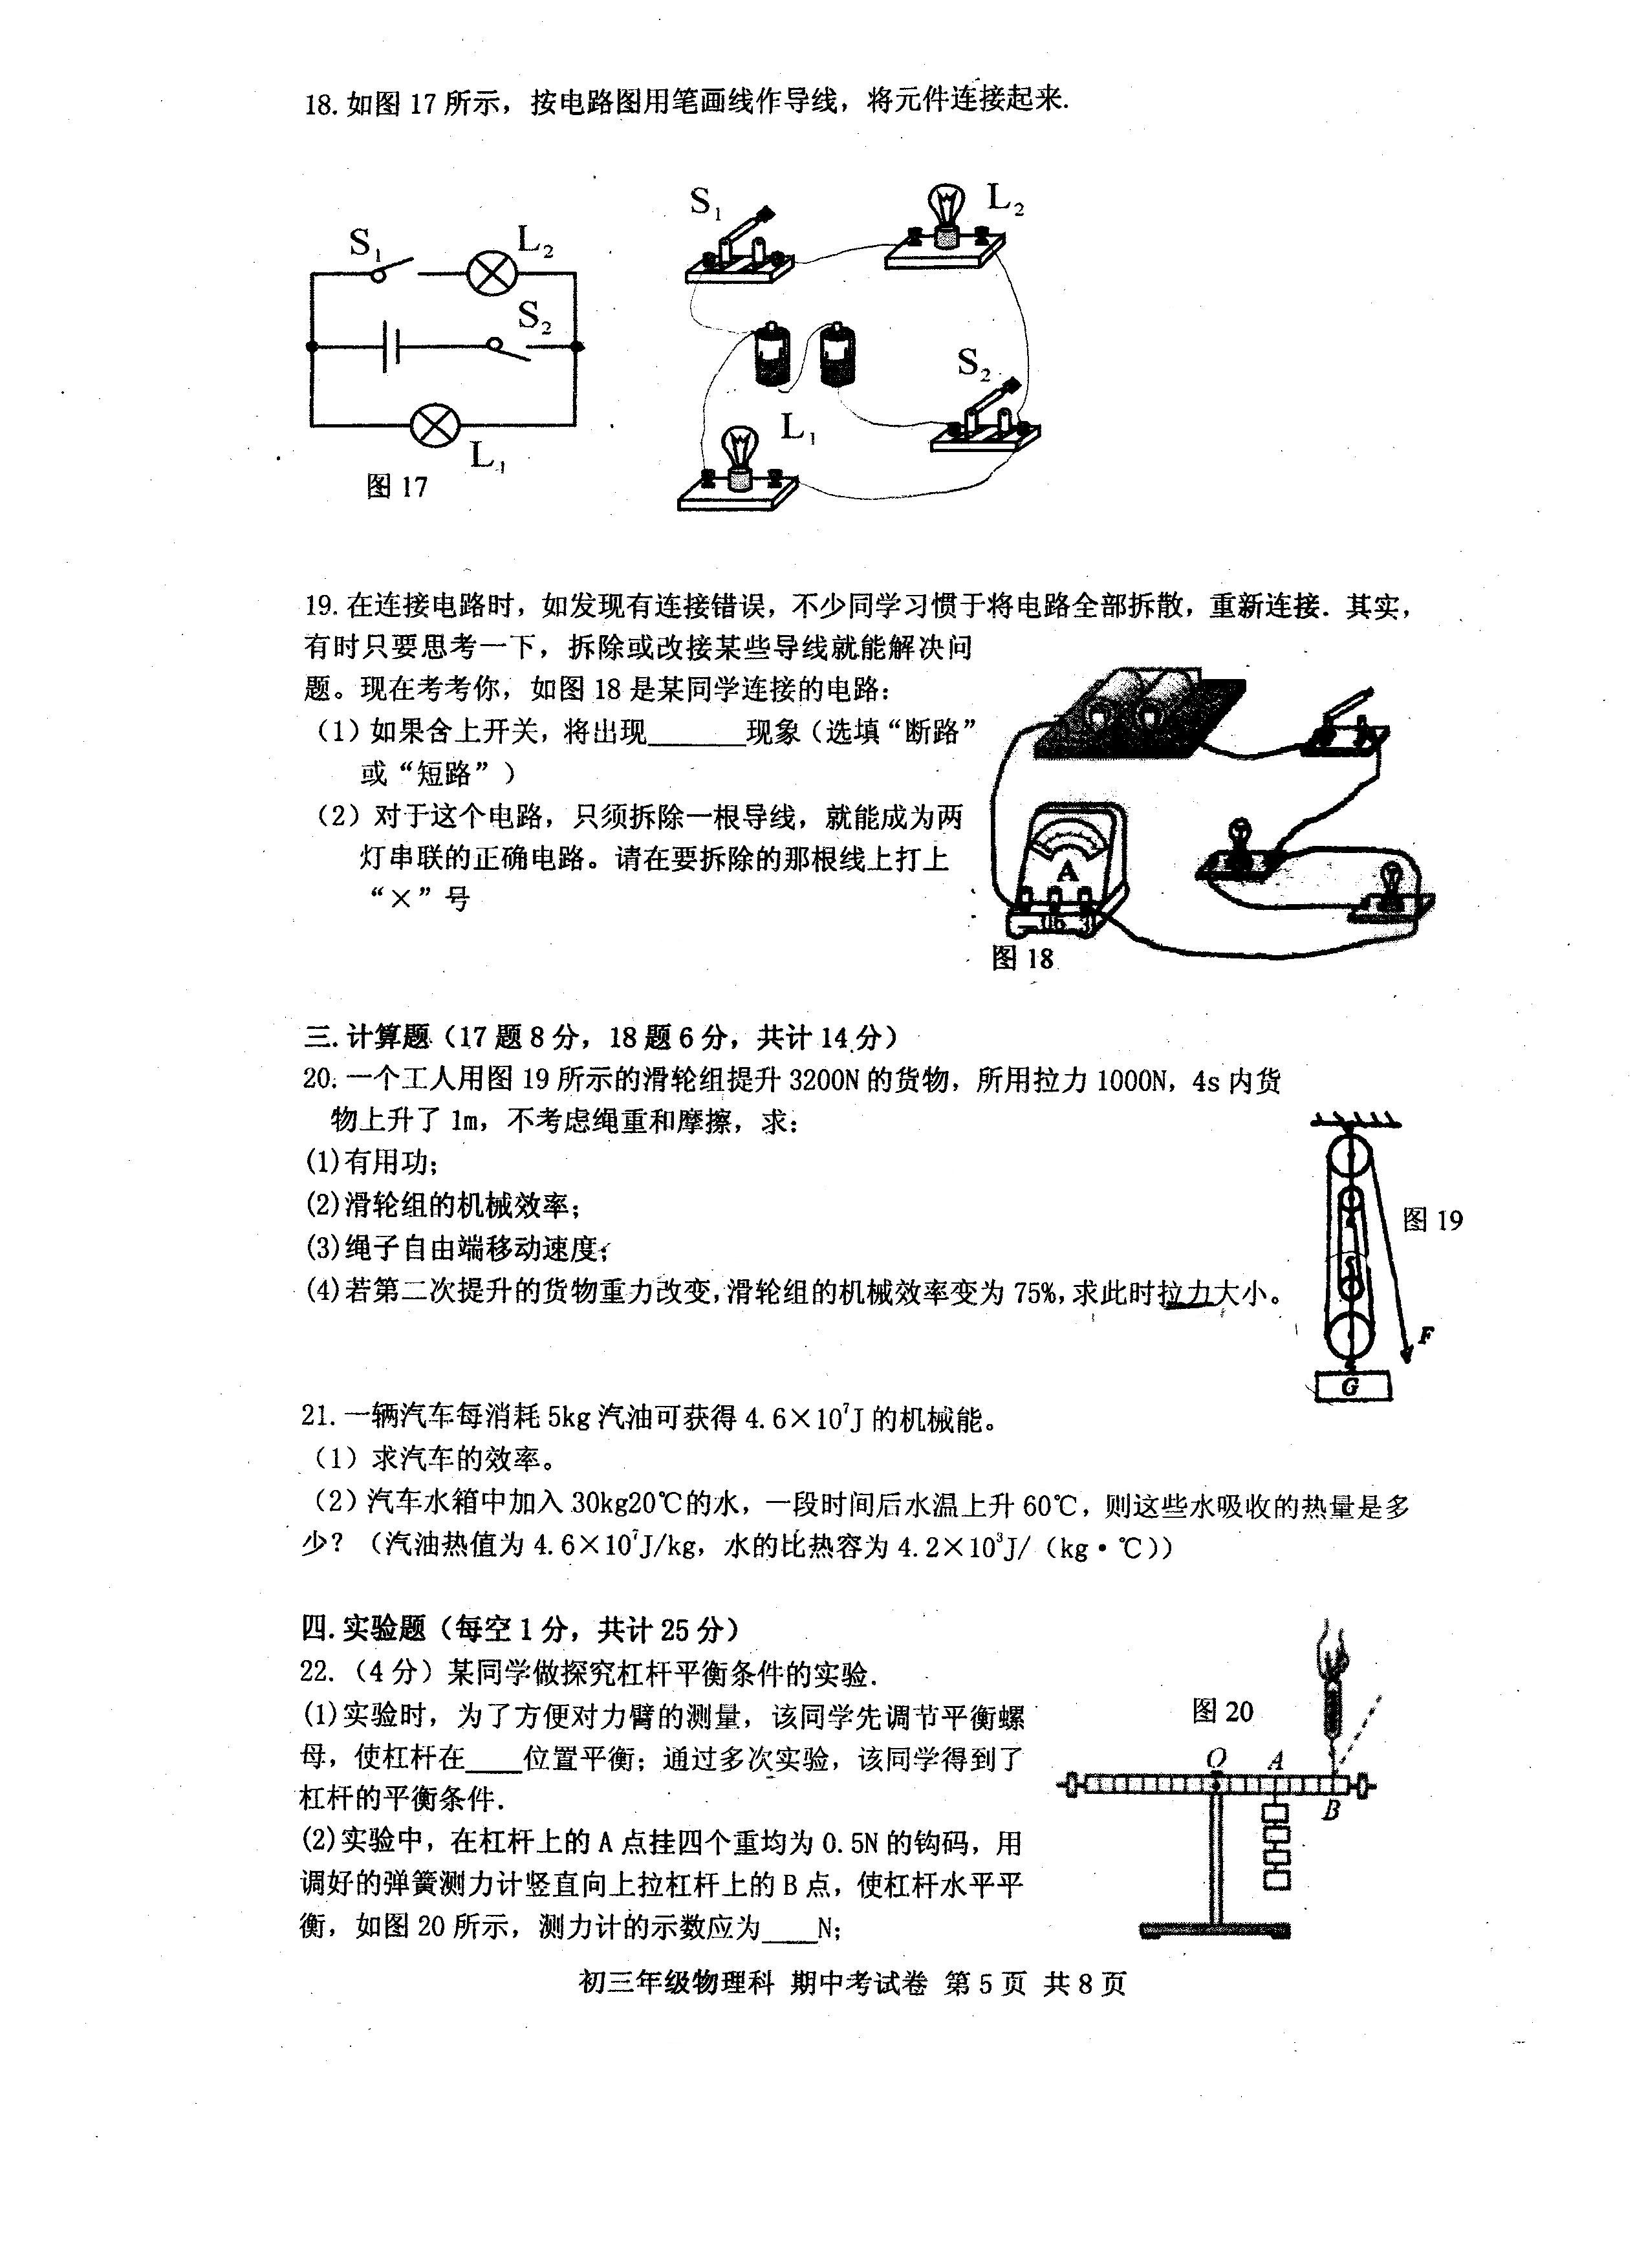 18. 如图 17 所示，按电路图用笔画线作导线，将元件连接起来.
S₁
L₂
S₁
L₂
S₂
S₂
L₁
L₁
图 17
19. 在连接电路时，如发现有连接错误，不少同学习惯于将电路全部拆散，重新连接．其实，
有时只要思考一下，拆除或改接某些导线就能解决问
题。现在考考你，如图 18 是某同学连接的电路：
（1）如果合上开关，将出现______现象（选填“断路”
或“短路”）
（2）对于这个电路，只须拆除一根导线，就能成为两
灯串联的正确电路。请在要拆除的那根线上打上
“×”号
A
图 18
三. 计算题（17 题 8 分，18 题 6 分，共计 14 分）
20. 一个工人用图 19 所示的滑轮组提升 3200N 的货物，所用拉力 1000N，4s 内货
物上升了 1m，不考虑绳重和摩擦，求：
(1)有用功；
(2)滑轮组的机械效率；
(3)绳子自由端移动速度；
(4)若第二次提升的货物重力改变，滑轮组的机械效率变为 75%，求此时拉力大小。
图 19
F
G
21. 一辆汽车每消耗 5kg 汽油可获得 4.6×10⁷J 的机械能。
（1）求汽车的效率。
（2）汽车水箱中加入 30kg20℃的水，一段时间后水温上升 60℃，则这些水吸收的热量是多
少？（汽油热值为 4.6×10⁷J/kg，水的比热容为 4.2×10³J/（kg·℃））
四. 实验题（每空 1 分，共计 25 分）
22. （4 分）某同学做探究杠杆平衡条件的实验.
(1)实验时，为了方便对力臂的测量，该同学先调节平衡螺
母，使杠杆在____位置平衡；通过多次实验，该同学得到了
杠杆的平衡条件.
(2)实验中，在杠杆上的 A 点挂四个重均为 0.5N 的钩码，用
调好的弹簧测力计竖直向上拉杠杆上的 B 点，使杠杆水平平
衡，如图 20 所示，测力计的示数应为____N；
图 20
O
A
B
初三年级物理科 期中考试卷 第 5 页 共 8 页